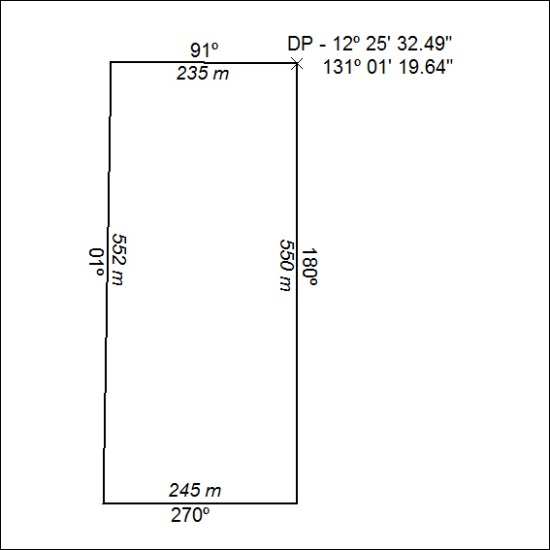 91º
235 m
DP - 12º 25' 32.49"
131º 01' 19.64"
01º
552 m
550 m
180º
245 m
270º